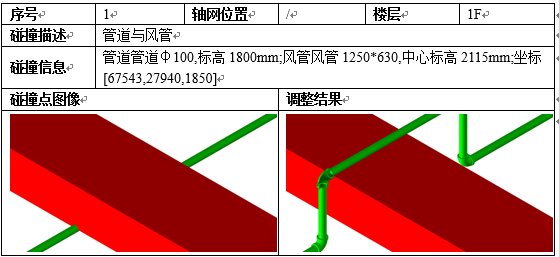 序号 1 轴网位置 / 楼层 1F
碰撞描述 管道与风管
碰撞信息 管道管道Φ100,标高 1800mm;风管风管 1250*630,中心标高 2115mm;坐标
[67543,27940,1850]
碰撞点图像 调整结果